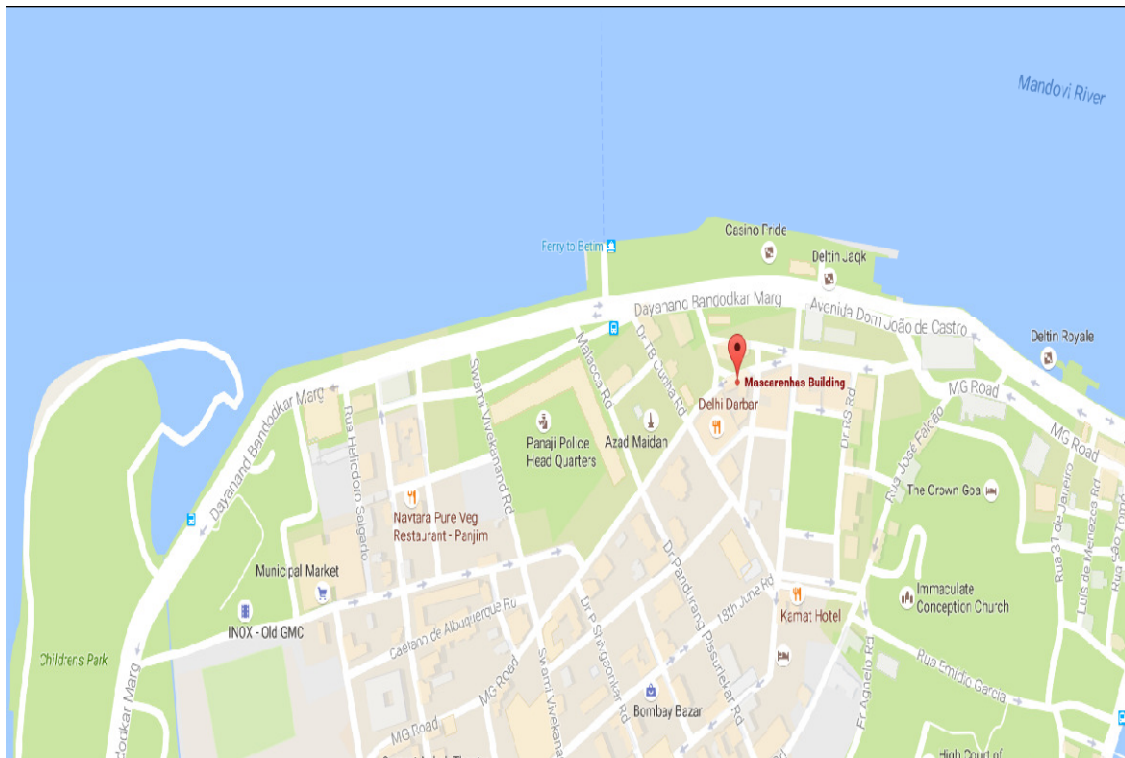 Mandovi River
Casino Pride
Ferry to Betim
Deltin Jaqk
Dayanand Bandodkar Marg
Avenida Dom João de Castro
Deltin Royale
Dr TB Cunha Rd
Malacca Rd
Mascarenhas Building
MG Road
Delhi Darbar
Dayanand Bandodkar Marg
Swami Vivekanand Rd
Rua Heliodoro Salgado
Panaji Police
Head Quarters
Azad Maidan
Dr RS Rd
Rua José Falcão
MG Road
The Crown Goa
Navtara Pure Veg
Restaurant - Panjim
Rua 31 de Janeiro
Luis de Menezes Rd
Rua São Tomé
Municipal Market
INOX - Old GMC
Caetano de Albuquerque Rd
Dr P Shirgaonkar Rd
Dr Pandurang Pissurlekar Rd
18th June Rd
Kamat Hotel
Immaculate
Conception Church
Children's Park
MG Road
Swami Vivekana
Bombay Bazar
Fr Agnelo Rd
Rua Emidio Garcia
MG Road
dodkar Marg
High Court of